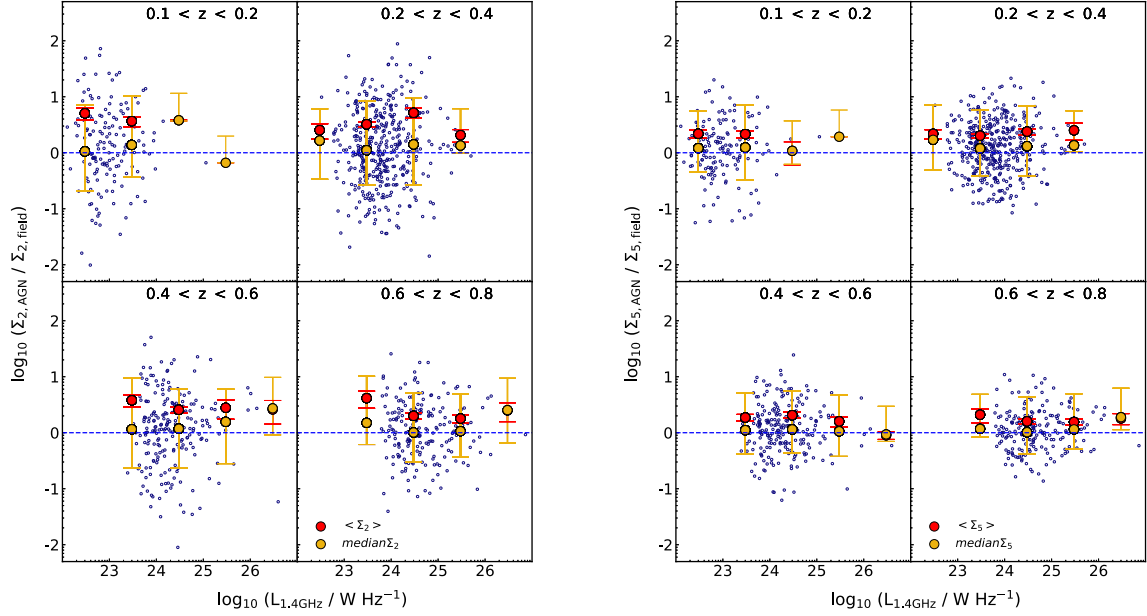 0.1 < z < 0.2
0.2 < z < 0.4
0.4 < z < 0.6
0.6 < z < 0.8
log₁₀ (Σ₂,AGN / Σ₂,field)
2
1
0
-1
-2
2
1
0
-1
-2
< Σ₂ >
medianΣ₂
23 24 25 26
23 24 25 26
log₁₀ (L₁.₄GHz / W Hz⁻¹)
0.1 < z < 0.2
0.2 < z < 0.4
0.4 < z < 0.6
0.6 < z < 0.8
log₁₀ (Σ₅,AGN / Σ₅,field)
2
1
0
-1
-2
2
1
0
-1
-2
< Σ₅ >
medianΣ₅
23 24 25 26
23 24 25 26
log₁₀ (L₁.₄GHz / W Hz⁻¹)